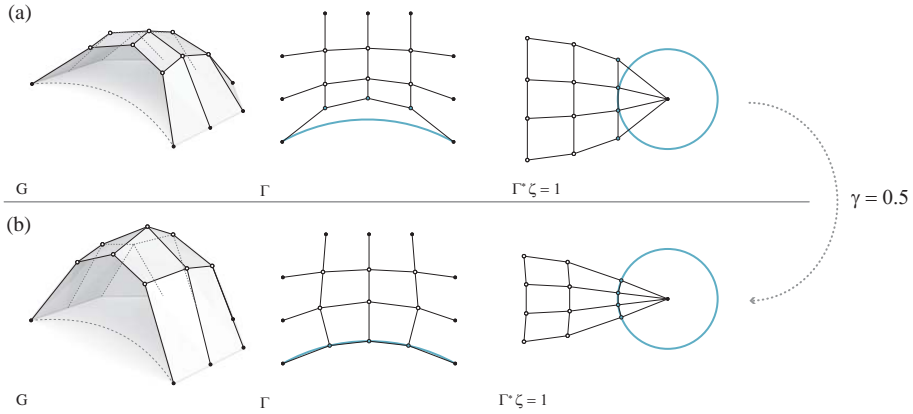 (a)
G
Γ
Γ* ζ = 1
γ = 0.5
(b)
G
Γ
Γ* ζ = 1